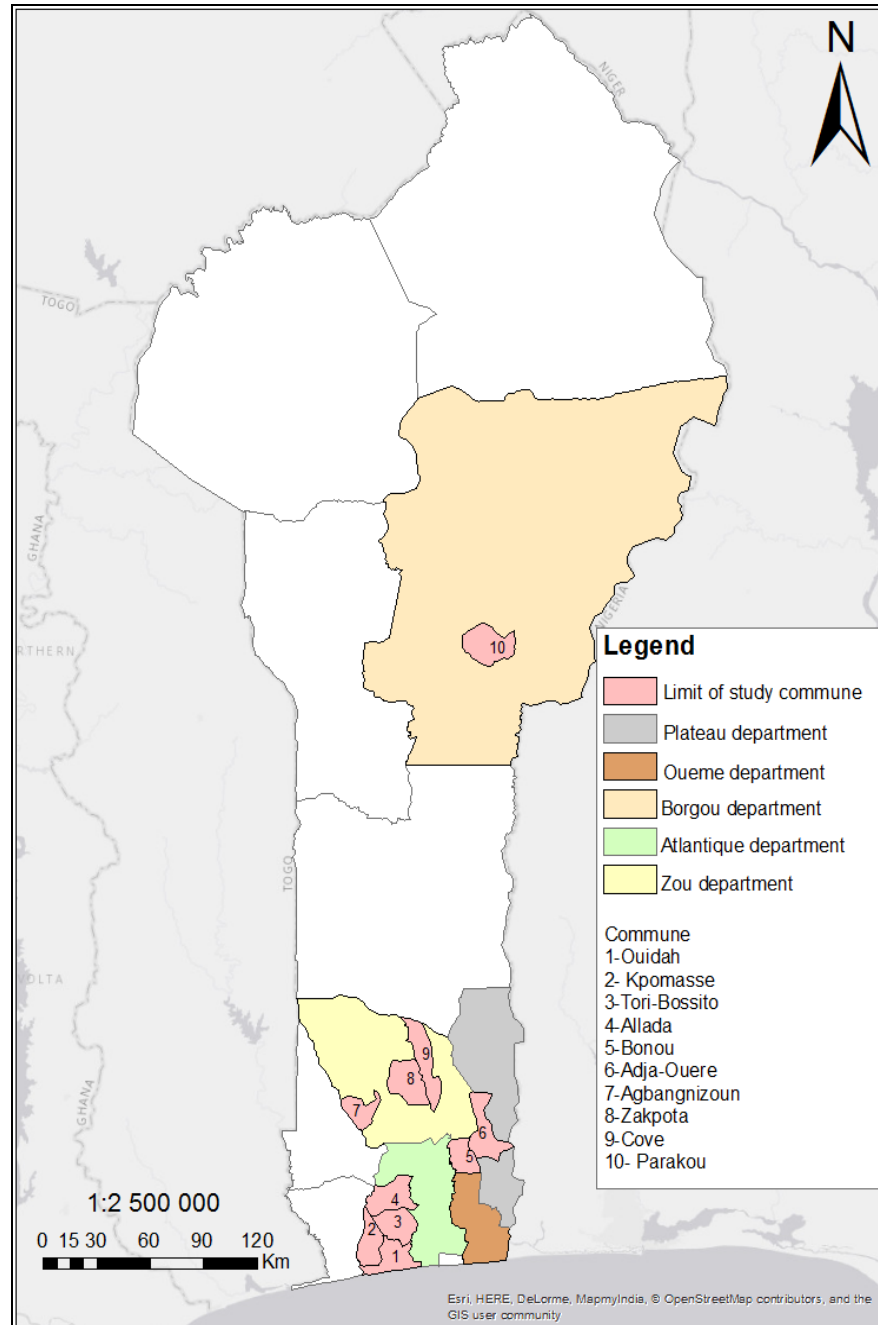 N
NIGER
TOGO
GHANA
NIGERIA
RTHERN
10
Legend
Limit of study commune
Plateau department
Oueme department
Borgou department
Atlantique department
Zou department
Commune
1-Ouidah
2- Kpomasse
3-Tori-Bossito
4-Allada
5-Bonou
6-Adja-Ouere
7-Agbangnizoun
8-Zakpota
9-Cove
10- Parakou
TOGO
VOLTA
GHANA
9
8
7
6
5
4
3
2
1
1:2 500 000
0 15 30 60 90 120
Km
Esri, HERE, DeLorme, MapmyIndia, © OpenStreetMap contributors, and the
GIS user community